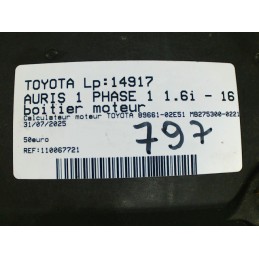 TOYOTA Lp:14917
AURIS 1 PHASE 1 1.6i - 16
boitier moteur
Calculateur moteur TOYOTA 89661-02E51 MB275300-0221
31/07/2025
797
50euro
REF:110067721